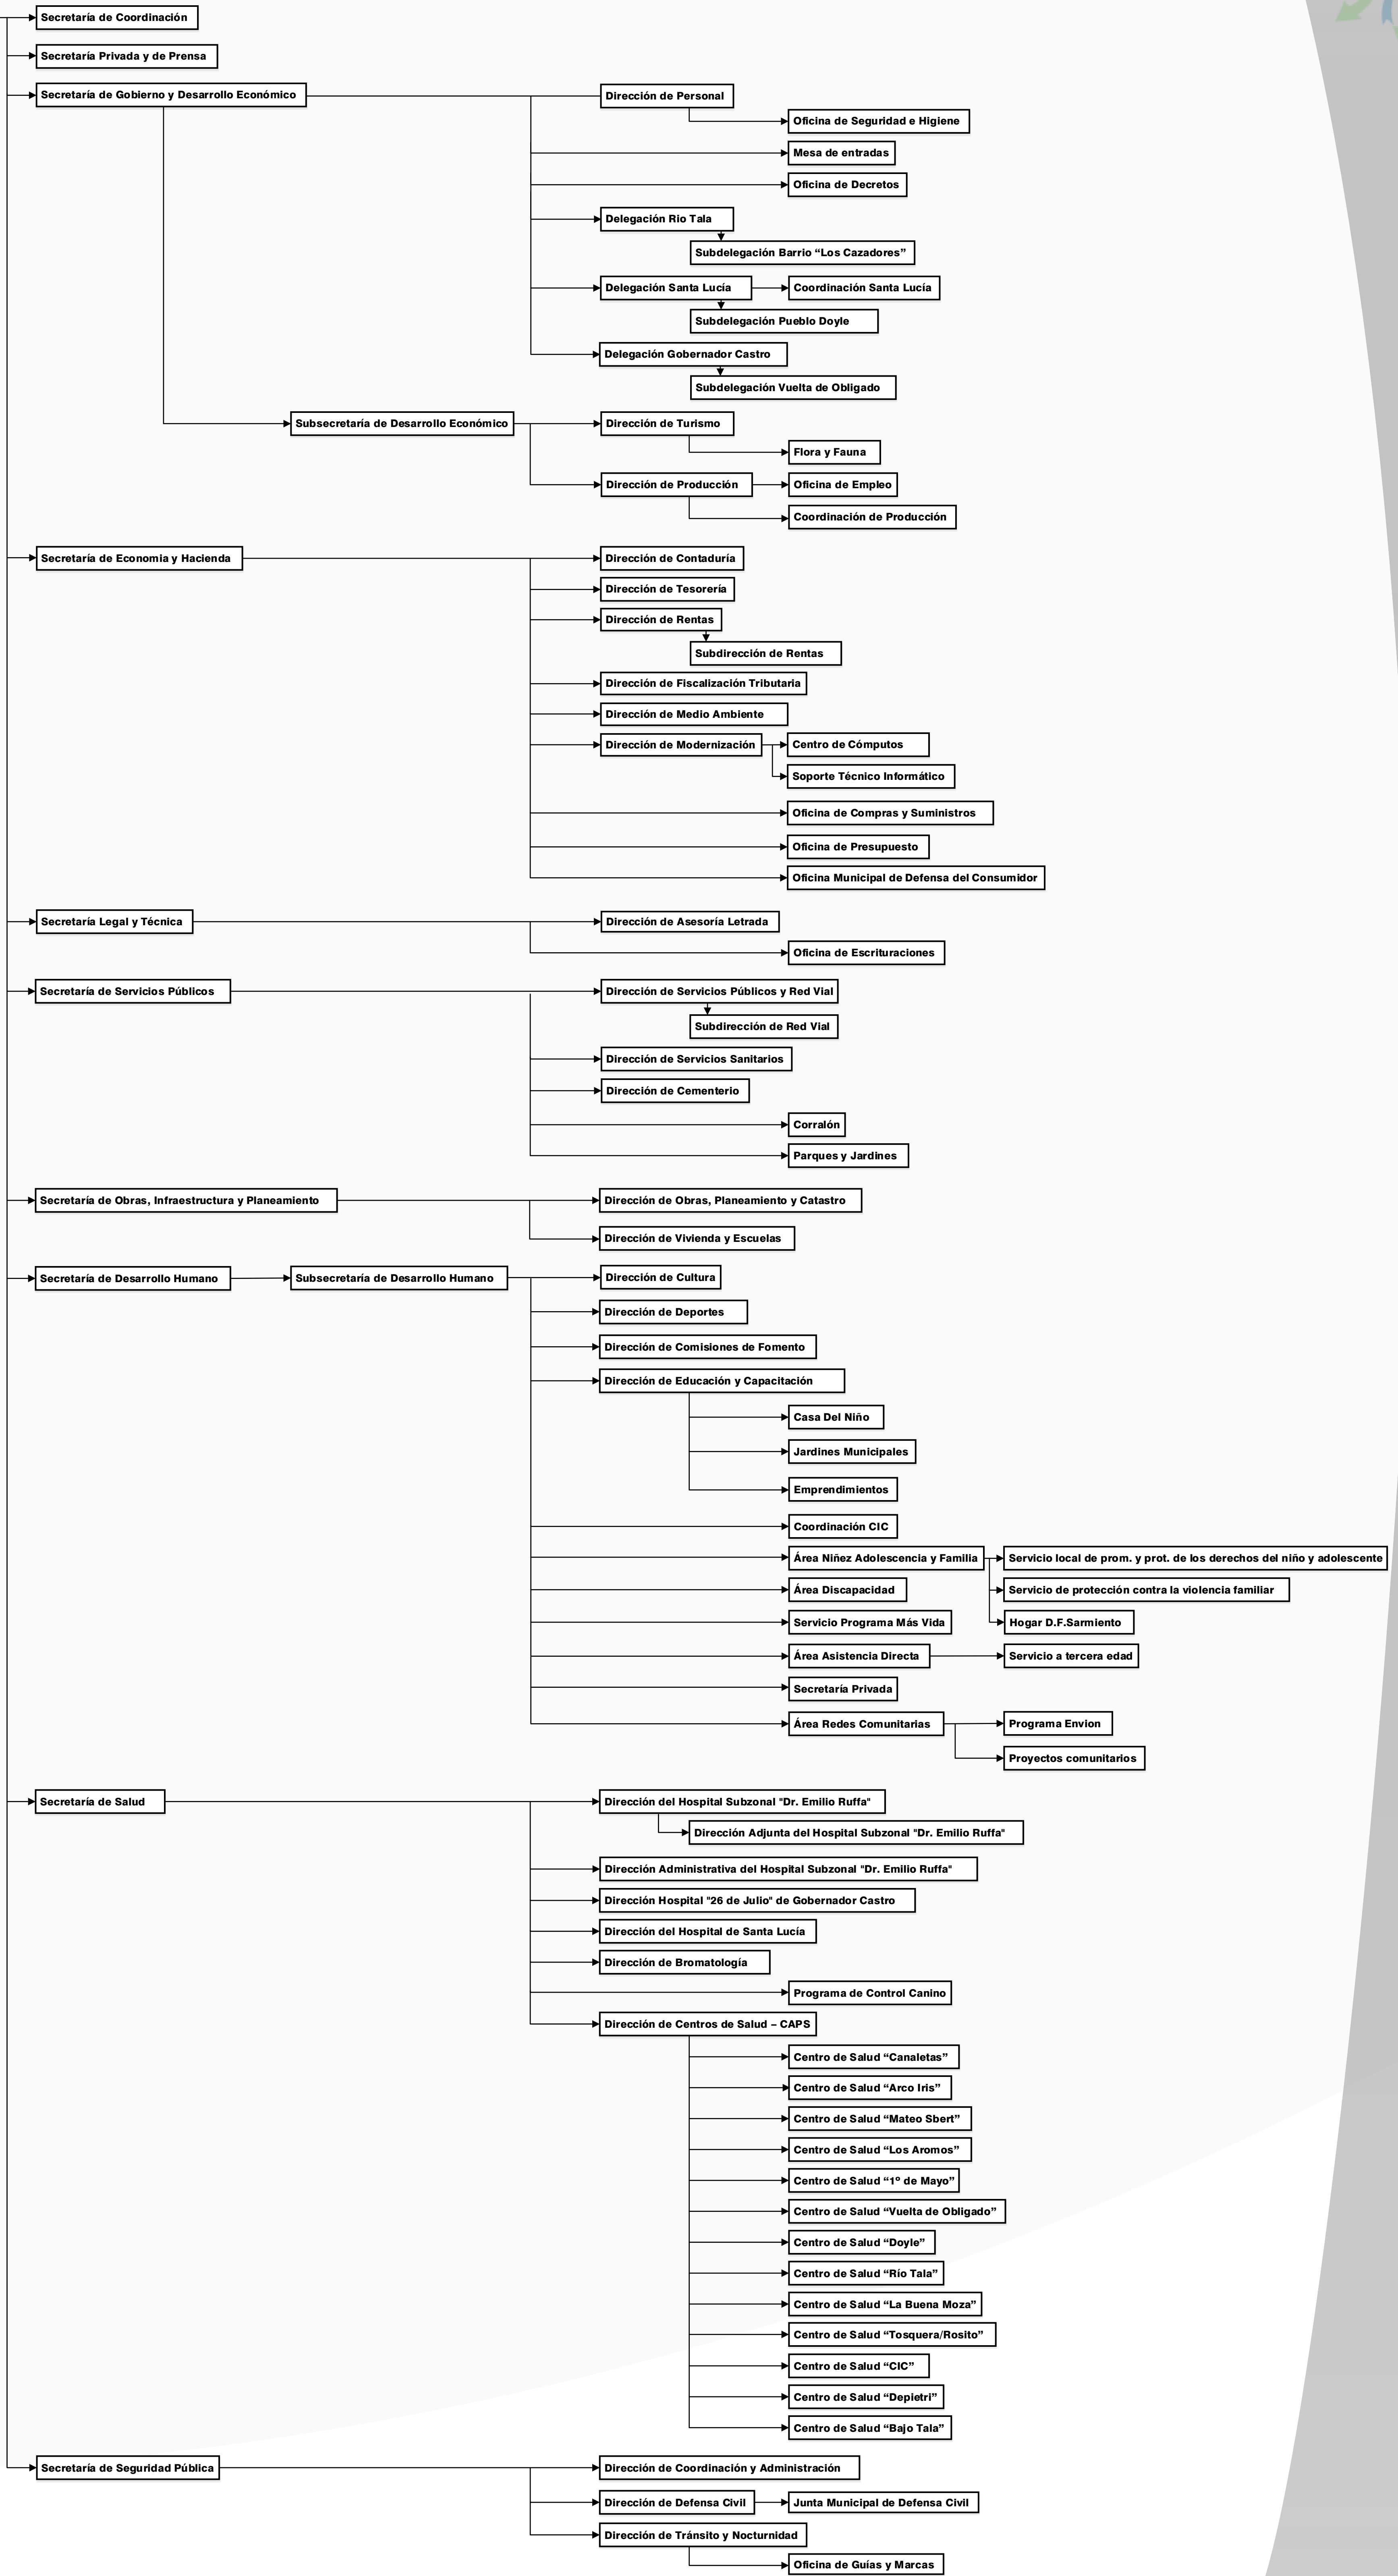 Secretaría de Coordinación
Secretaría Privada y de Prensa
Secretaría de Gobierno y Desarrollo Económico
Dirección de Personal
Oficina de Seguridad e Higiene
Mesa de entradas
Oficina de Decretos
Delegación Rio Tala
Subdelegación Barrio “Los Cazadores”
Delegación Santa Lucía
Coordinación Santa Lucía
Subdelegación Pueblo Doyle
Delegación Gobernador Castro
Subdelegación Vuelta de Obligado
Subsecretaría de Desarrollo Económico
Dirección de Turismo
Flora y Fauna
Dirección de Producción
Oficina de Empleo
Coordinación de Producción
Secretaría de Economia y Hacienda
Dirección de Contaduría
Dirección de Tesorería
Dirección de Rentas
Subdirección de Rentas
Dirección de Fiscalización Tributaria
Dirección de Medio Ambiente
Dirección de Modernización
Centro de Cómputos
Soporte Técnico Informático
Oficina de Compras y Suministros
Oficina de Presupuesto
Oficina Municipal de Defensa del Consumidor
Secretaría Legal y Técnica
Dirección de Asesoría Letrada
Oficina de Escrituraciones
Secretaría de Servicios Públicos
Dirección de Servicios Públicos y Red Vial
Subdirección de Red Vial
Dirección de Servicios Sanitarios
Dirección de Cementerio
Corralón
Parques y Jardines
Secretaría de Obras, Infraestructura y Planeamiento
Dirección de Obras, Planeamiento y Catastro
Dirección de Vivienda y Escuelas
Secretaría de Desarrollo Humano
Subsecretaría de Desarrollo Humano
Dirección de Cultura
Dirección de Deportes
Dirección de Comisiones de Fomento
Dirección de Educación y Capacitación
Casa Del Niño
Jardines Municipales
Emprendimientos
Coordinación CIC
Área Niñez Adolescencia y Familia
Servicio local de prom. y prot. de los derechos del niño y adolescente
Área Discapacidad
Servicio de protección contra la violencia familiar
Servicio Programa Más Vida
Hogar D.F.Sarmiento
Área Asistencia Directa
Servicio a tercera edad
Secretaría Privada
Área Redes Comunitarias
Programa Envion
Proyectos comunitarios
Secretaría de Salud
Dirección del Hospital Subzonal "Dr. Emilio Ruffa"
Dirección Adjunta del Hospital Subzonal "Dr. Emilio Ruffa"
Dirección Administrativa del Hospital Subzonal "Dr. Emilio Ruffa"
Dirección Hospital "26 de Julio" de Gobernador Castro
Dirección del Hospital de Santa Lucía
Dirección de Bromatología
Programa de Control Canino
Dirección de Centros de Salud – CAPS
Centro de Salud “Canaletas”
Centro de Salud “Arco Iris”
Centro de Salud “Mateo Sbert”
Centro de Salud “Los Aromos”
Centro de Salud “1º de Mayo”
Centro de Salud “Vuelta de Obligado”
Centro de Salud “Doyle”
Centro de Salud “Río Tala”
Centro de Salud “La Buena Moza”
Centro de Salud “Tosquera/Rosito”
Centro de Salud “CIC”
Centro de Salud “Depietri”
Centro de Salud “Bajo Tala”
Secretaría de Seguridad Pública
Dirección de Coordinación y Administración
Dirección de Defensa Civil
Junta Municipal de Defensa Civil
Dirección de Tránsito y Nocturnidad
Oficina de Guías y Marcas